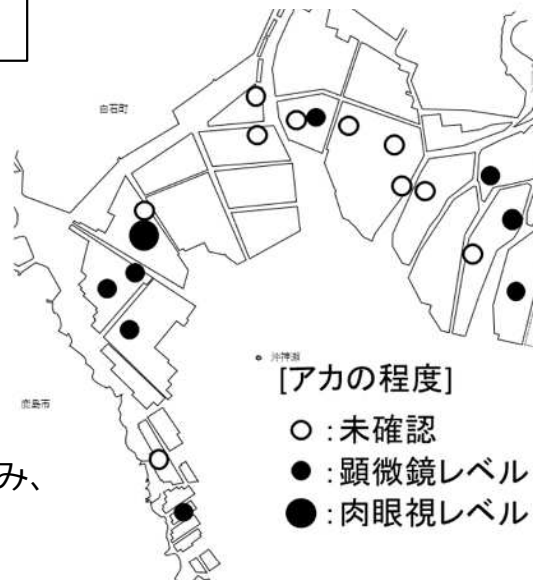 白石町
沖神瀬
鹿島市
[アカの程度]
○：未確認
●：顕微鏡レベル
●：肉眼視レベル
み、